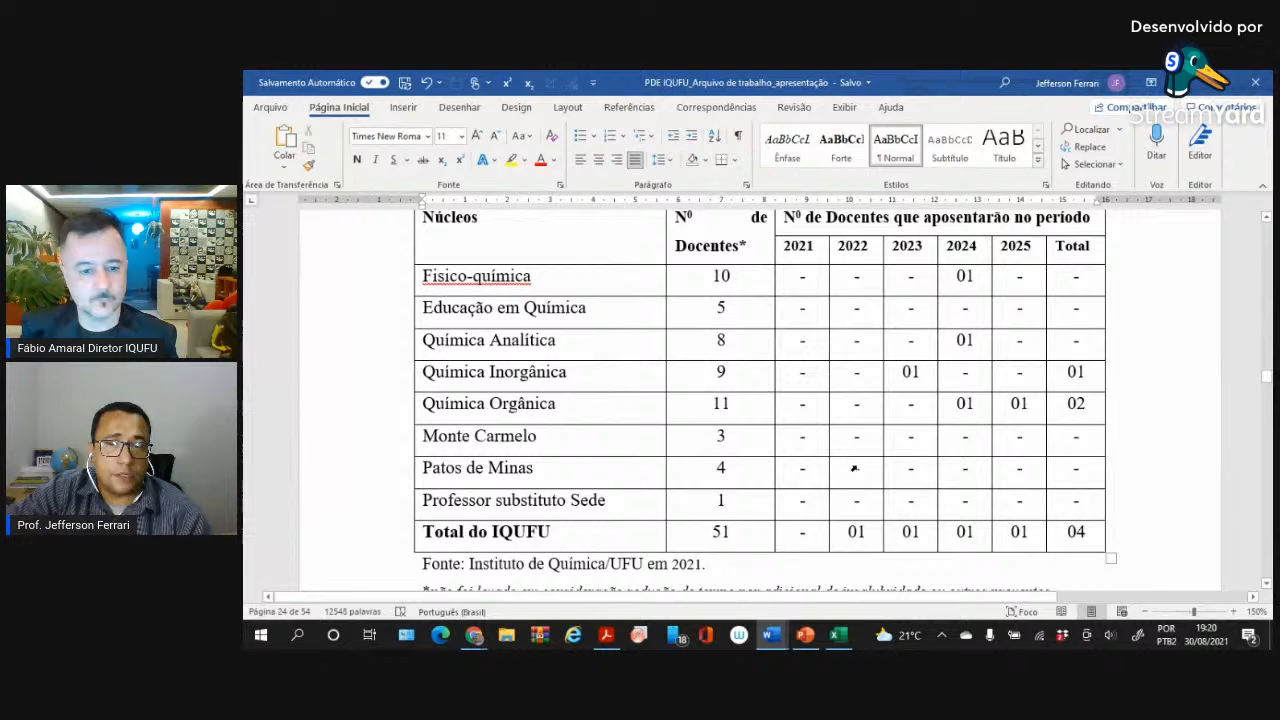 Desenvolvido por
StreamYard
Salvamento Automático
PDE IQUFU_Arquivo de trabalho_apresentação - Salvo
Jefferson Ferrari
JF
Arquivo
Página Inicial
Inserir
Desenhar
Design
Layout
Referências
Correspondências
Revisão
Exibir
Ajuda
Compartilhar
Comentários
Colar
Times New Roma
11
AaBbCcI
AaBbCcl
AaBbCcI
AaBbCcD
AaB
Ênfase
Forte
¶ Normal
Subtítulo
Título
Localizar
Replace
Selecionar
Ditar
Editor
Área de Transferência
Fonte
Parágrafo
Estilos
Editando
Voz
Editor
Núcleos Nº de Docentes* Nº de Docentes que aposentarão no período
2021 2022 2023 2024 2025 Total
Fisico-química 10 - - - 01 - -
Educação em Química 5 - - - - - -
Química Analítica 8 - - - 01 - -
Química Inorgânica 9 - - 01 - - 01
Química Orgânica 11 - - - 01 01 02
Monte Carmelo 3 - - - - - -
Patos de Minas 4 - - - - - -
Professor substituto Sede 1 - - - - - -
Total do IQUFU 51 - 01 01 01 01 04
Fonte: Instituto de Química/UFU em 2021.
Fábio Amaral Diretor IQUFU
Prof. Jefferson Ferrari
Página 24 de 54
12548 palavras
Português (Brasil)
Foco
150%
18
21°C
POR
PTB2
19:20
30/08/2021